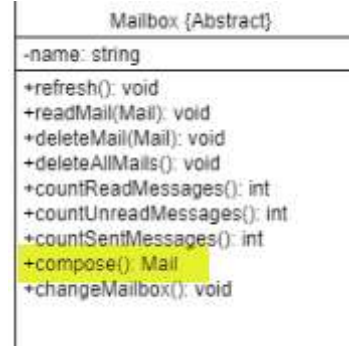 Mailbox {Abstract}
-name: string
+refresh(): void
+readMail(Mail): void
+deleteMail(Mail): void
+deleteAllMails(): void
+countReadMessages(): int
+countUnreadMessages(): int
+countSentMessages(): int
+compose(): Mail
+changeMailbox(): void